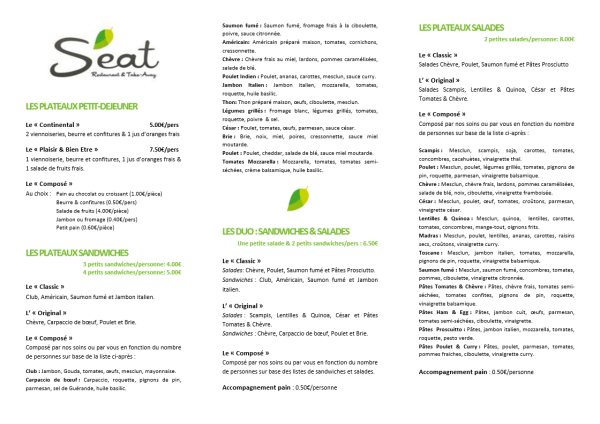 Seat
Restaurant & Take-Away
LES PLATEAUX PETIT-DEJEUNER
Le « Continental » 5.00€/pers
2 viennoiseries, beurre et confitures & 1 jus d'oranges frais
Le « Plaisir & Bien Etre » 7.50€/pers
1 viennoiserie, beurre et confitures, 1 jus d'oranges frais &
1 salade de fruits frais.
Le « Composé »
Au choix : Pain au chocolat ou croissant (1.00€/pièce)
Beurre & confitures (0.50€/pers)
Salade de fruits (4.00€/pièce)
Jambon ou fromage (0.40€/pers)
Petit pain (0.60€/pièce)
LES PLATEAUX SANDWICHES
3 petits sandwiches/personne: 4.00€
4 petits sandwiches/personne: 5.00€
Le « Classic »
Club, Américain, Saumon fumé et Jambon italien.
L' « Original »
Chèvre, Carpaccio de bœuf, Poulet et Brie.
Le « Composé »
Composé par nos soins ou par vous en fonction du nombre
de personnes sur base de la liste ci-après :
Club : Jambon, Gouda, tomates, œufs, mesclun, mayonnaise.
Carpaccio de bœuf : Carpaccio, roquette, pignons de pin,
parmesan, sel de Guérande, huile basilic.
Saumon fumé : Saumon fumé, fromage frais à la ciboulette,
poivre, sauce citronnée.
Américain: Américain préparé maison, tomates, cornichons,
cressonnette.
Chèvre : Chèvre frais au miel, lardons, pommes caramélisées,
salade de blé.
Poulet Indien : Poulet, ananas, carottes, mesclun, sauce curry.
Jambon Italien : Jambon italien, mozzarella, tomates,
roquette, huile basilic.
Thon: Thon préparé maison, œufs, ciboulette, mesclun.
Légumes grillés : Fromage blanc, légumes grillés, tomates,
roquette, poivre & sel.
César : Poulet, tomates, œufs, parmesan, sauce césar.
Brie : Brie, noix, miel, poires, cressonnette, sauce miel
moutarde.
Poulet : Poulet, cheddar, salade de blé, sauce miel moutarde.
Tomates Mozzarella : Mozzarella, tomates, tomates semi-
séchées, crème balsamique, huile basilic.
LES DUO : SANDWICHES & SALADES
Une petite salade & 2 petits sandwiches/pers : 6.50€
Le « Classic »
Salades: Chèvre, Poulet, Saumon fumé et Pâtes Prosciutto.
Sandwiches : Club, Américain, Saumon fumé et Jambon
italien.
L' « Original »
Salades : Scampis, Lentilles & Quinoa, César et Pâtes
Tomates & Chèvre.
Sandwiches : Chèvre, Carpaccio de Bœuf, Poulet et Brie.
Le « Composé »
Composé par nos soins ou par vous en fonction du nombre
de personnes sur base des listes de sandwiches et salades.
Accompagnement pain : 0.50€/personne
LES PLATEAUX SALADES
2 petites salades/personne: 8.00€
Le « Classic »
Salades Chèvre, Poulet, Saumon fumé et Pâtes Prosciutto
L' « Original »
Salades Scampis, Lentilles & Quinoa, César et Pâtes
Tomates & Chèvre.
Le « Composé »
Composé par nos soins ou par vous en fonction du nombre
de personnes sur base de la liste ci-après :
Scampis : Mesclun, scampis, soja, carottes, tomates,
concombres, cacahuètes, vinaigrette thaï.
Poulet : Mesclun, poulet, légumes grillés, tomates, pignons de
pin, roquette, parmesan, vinaigrette balsamique.
Chèvre : Mesclun, chèvre frais, lardons, pommes caramélisées,
salade de blé, noix, ciboulette, vinaigrette framboisée.
César : Mesclun, poulet, œuf, tomates, croûtons, parmesan,
vinaigrette césar.
Lentilles & Quinoa : Mesclun, quinoa, lentilles, carottes,
tomates, concombres, mange-tout, oignons frits.
Madras : Mesclun, poulet, lentilles, ananas, carottes, raisins
secs, croûtons, vinaigrette curry.
Toscane : Mesclun, jambon italien, tomates, mozzarella,
pignons de pin, roquette, vinaigrette balsamique.
Saumon fumé : Mesclun, saumon fumé, concombres, tomates,
pommes, ciboulette, vinaigrette citronnée.
Pâtes Tomates & Chèvre : Pâtes, chèvre frais, tomates semi-
séchées, tomates confites, pignons de pin, roquette,
vinaigrette balsamique.
Pâtes Ham & Egg : Pâtes, jambon cuit, œufs, parmesan,
tomates semi-séchées, ciboulette, vinaigrette.
Pâtes Proscuitto : Pâtes, jambon italien, mozzarella, tomates,
roquette, pesto verde.
Pâtes Poulet & Curry : Pâtes, poulet, parmesan, tomates,
pommes fraiches, ciboulette, vinaigrette curry.
Accompagnement pain : 0.50€/personne